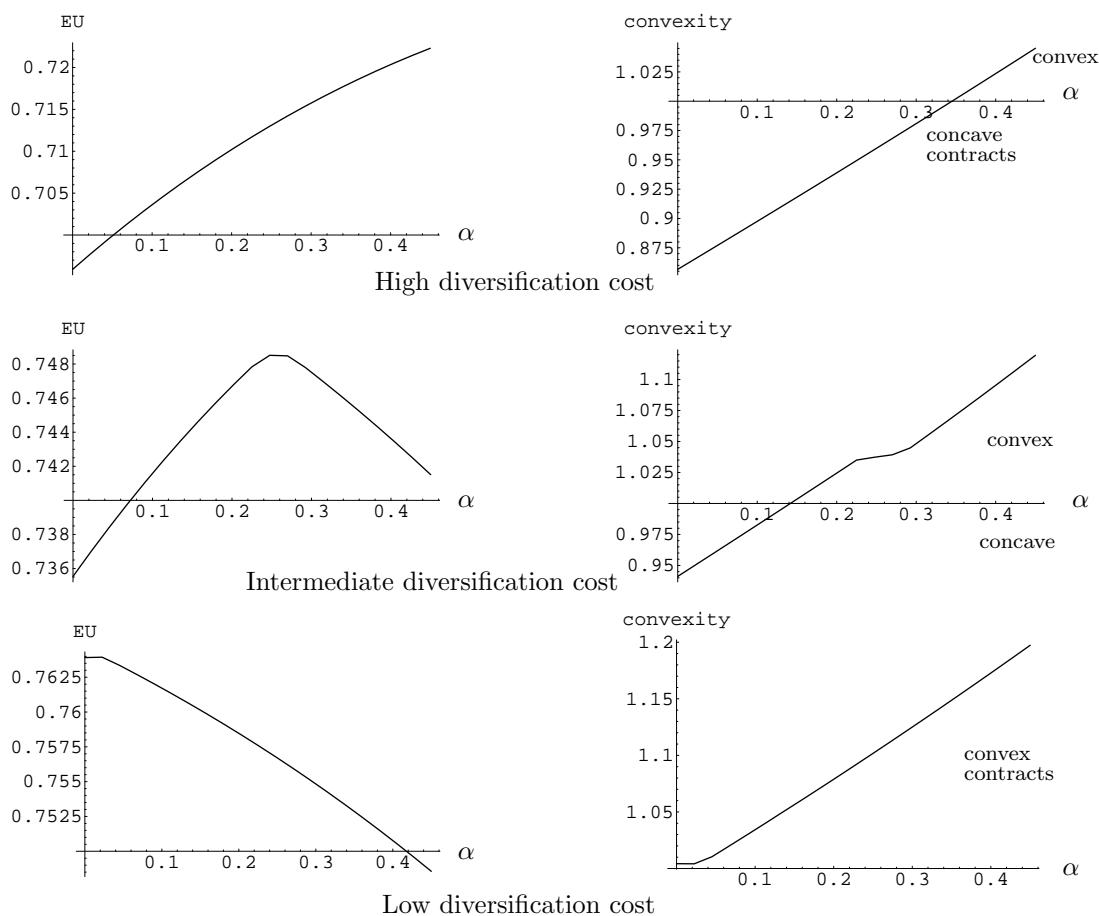 EU
0.72
0.715
0.71
0.705
0.1 0.2 0.3 0.4 α
convexity
convex
1.025
α
0.1 0.2 0.3 0.4
0.975
concave
contracts
0.95
0.925
0.9
0.875
High diversification cost
EU
0.748
0.746
0.744
0.742
0.1 0.2 0.3 0.4 α
0.738
0.736
convexity
1.1
1.075
1.05
convex
1.025
0.1 0.2 0.3 0.4 α
0.975
concave
0.95
Intermediate diversification cost
EU
0.7625
0.76
0.7575
0.755
0.7525
0.1 0.2 0.3 0.4 α
convexity
1.2
1.15
1.1
convex
contracts
1.05
0.1 0.2 0.3 0.4 α
Low diversification cost